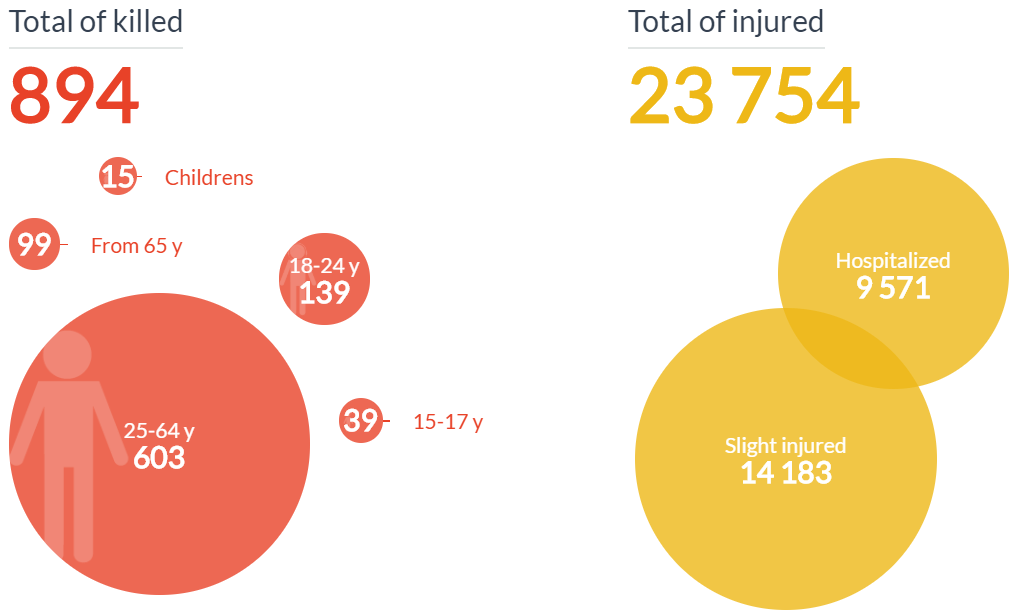 Total of killed
894
15 Childrens
99 From 65 y
18-24 y
139
25-64 y
603
39 15-17 y
Total of injured
23 754
Hospitalized
9 571
Slight injured
14 183